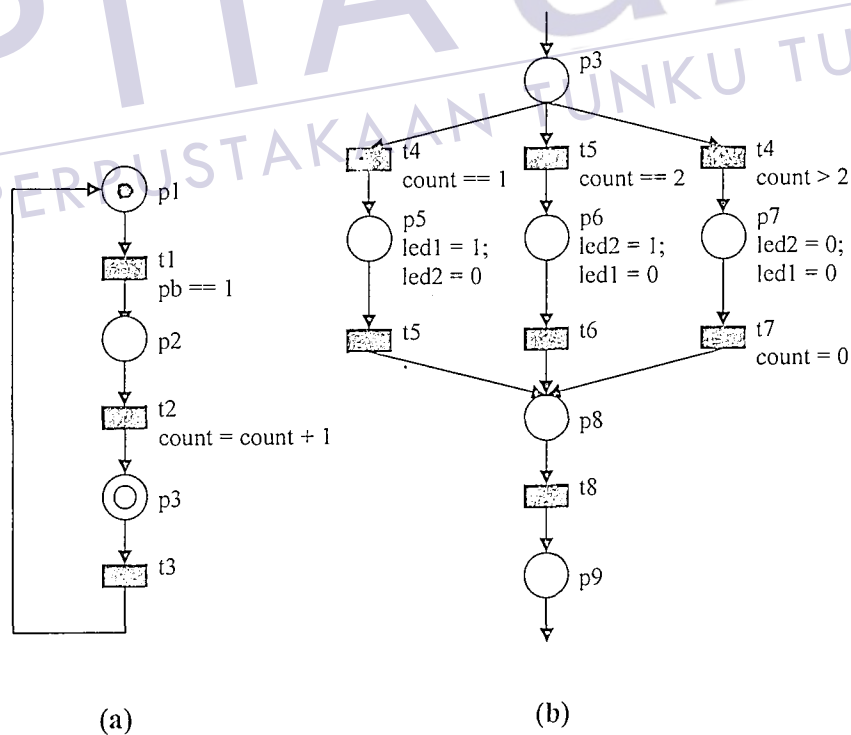 PTTA
PERPUSTAKAAN TUNKU TU
p1
t1
pb == 1
p2
t2
count = count + 1
p3
t3
(a)
p3
t4
count == 1
t5
count == 2
t4
count > 2
p5
led1 = 1;
led2 = 0
p6
led2 = 1;
led1 = 0
p7
led2 = 0;
led1 = 0
t5
t6
t7
count = 0
p8
t8
p9
(b)